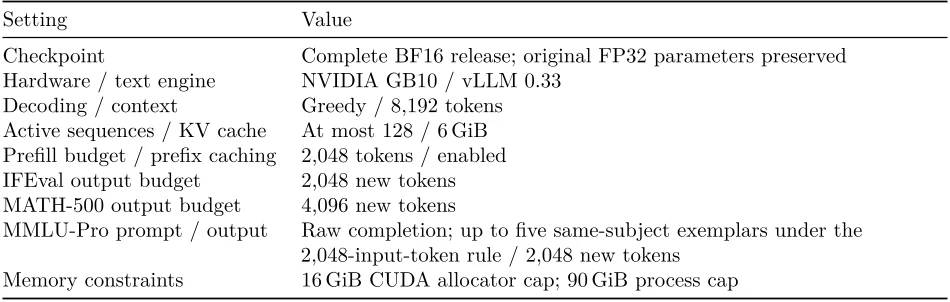 Setting Value
Checkpoint Complete BF16 release; original FP32 parameters preserved
Hardware / text engine NVIDIA GB10 / vLLM 0.33
Decoding / context Greedy / 8,192 tokens
Active sequences / KV cache At most 128 / 6 GiB
Prefill budget / prefix caching 2,048 tokens / enabled
IFEval output budget 2,048 new tokens
MATH-500 output budget 4,096 new tokens
MMLU-Pro prompt / output Raw completion; up to five same-subject exemplars under the
2,048-input-token rule / 2,048 new tokens
Memory constraints 16 GiB CUDA allocator cap; 90 GiB process cap